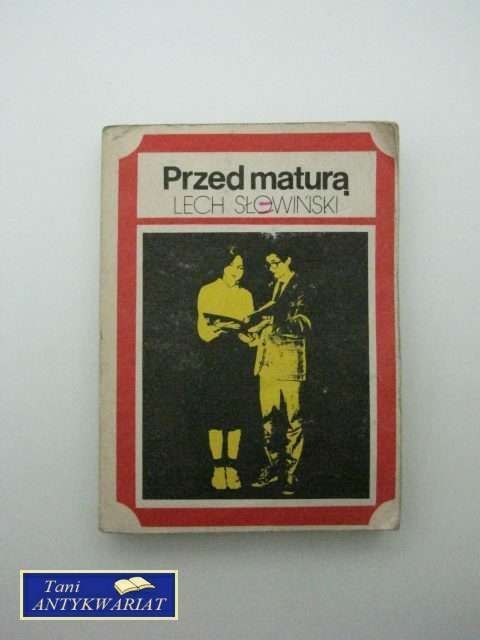 Przed maturą
LECH SŁOWIŃSKI
Tani
ANTYKWARIAT